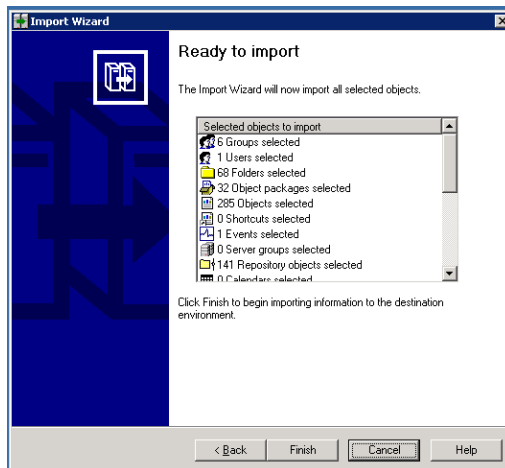 Import Wizard
Ready to import
The Import Wizard will now import all selected objects.
Selected objects to import
6 Groups selected
1 Users selected
68 Folders selected
32 Object packages selected
285 Objects selected
0 Shortcuts selected
1 Events selected
0 Server groups selected
141 Repository objects selected
0 Calendars selected
Click Finish to begin importing information to the destination
environment.
< Back Finish Cancel Help